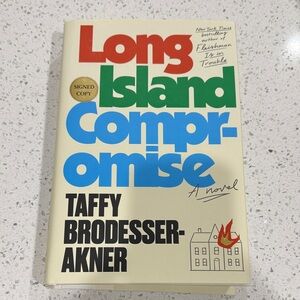 Long
New York Times
bestselling
author of
Fleishman
Is in
Trouble
SIGNED
COPY
Island
Compr-
omise
A novel
TAFFY
BRODESSER-
AKNER